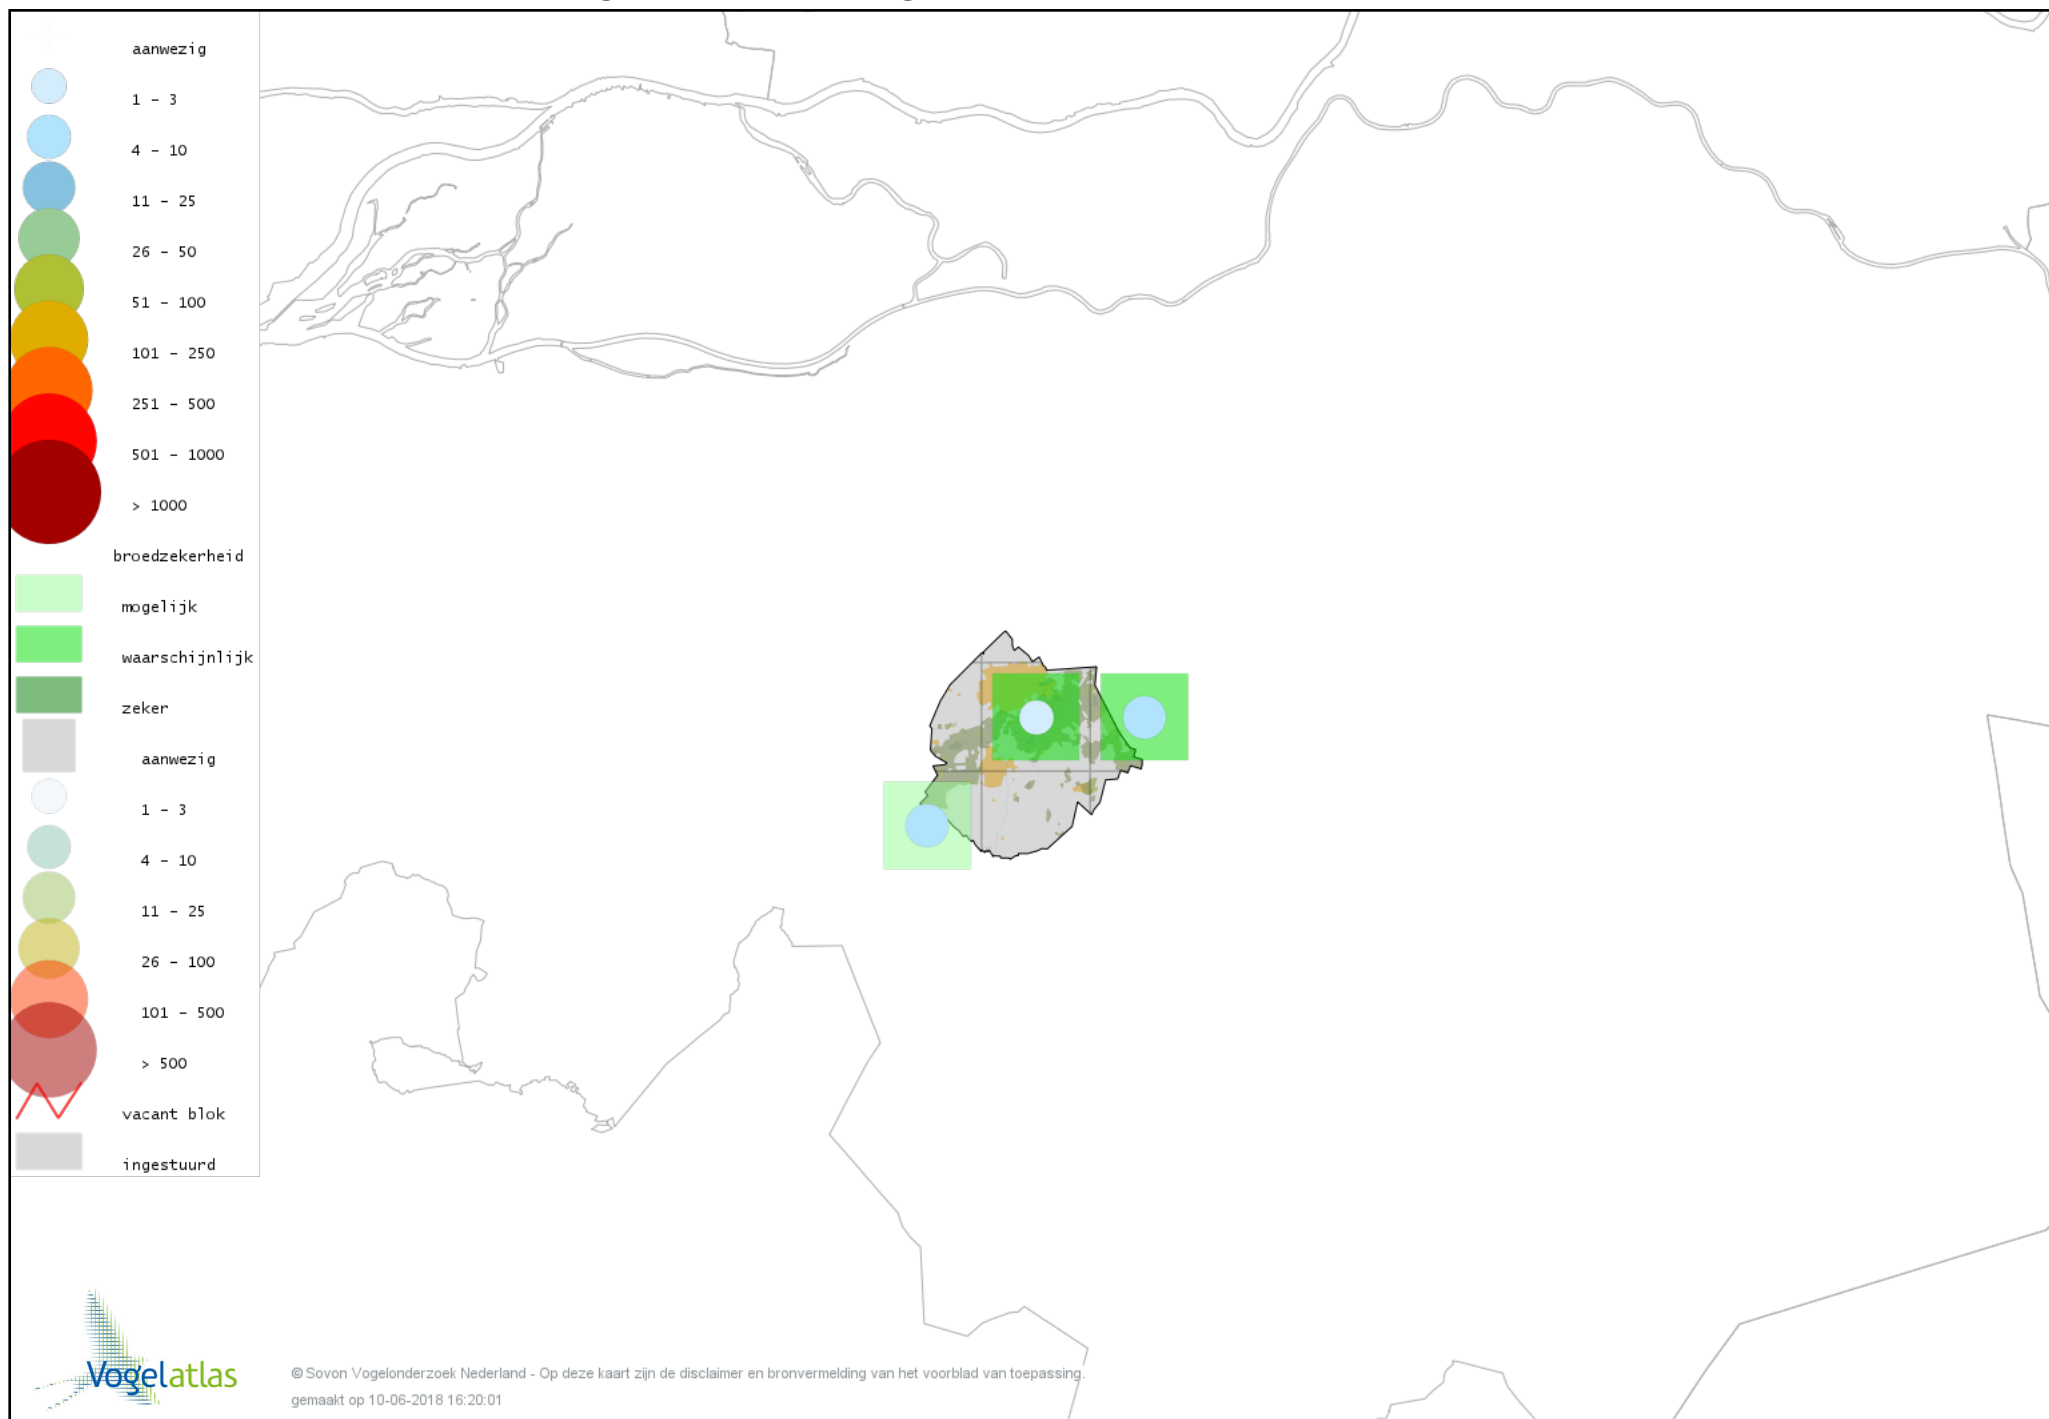 aanwezig
1 - 3
4 - 10
11 - 25
26 - 50
51 - 100
101 - 250
251 - 500
501 - 1000
> 1000
broedzekerheid
mogelijk
waarschijnlijk
zeker
aanwezig
1 - 3
4 - 10
11 - 25
26 - 100
101 - 500
> 500
vacant blok
ingestuurd
Vogelatlas
© Sovon Vogelonderzoek Nederland - Op deze kaart zijn de disclaimer en bronvermelding van het voorblad van toepassing.
gemaakt op 10-06-2018 16:20:01